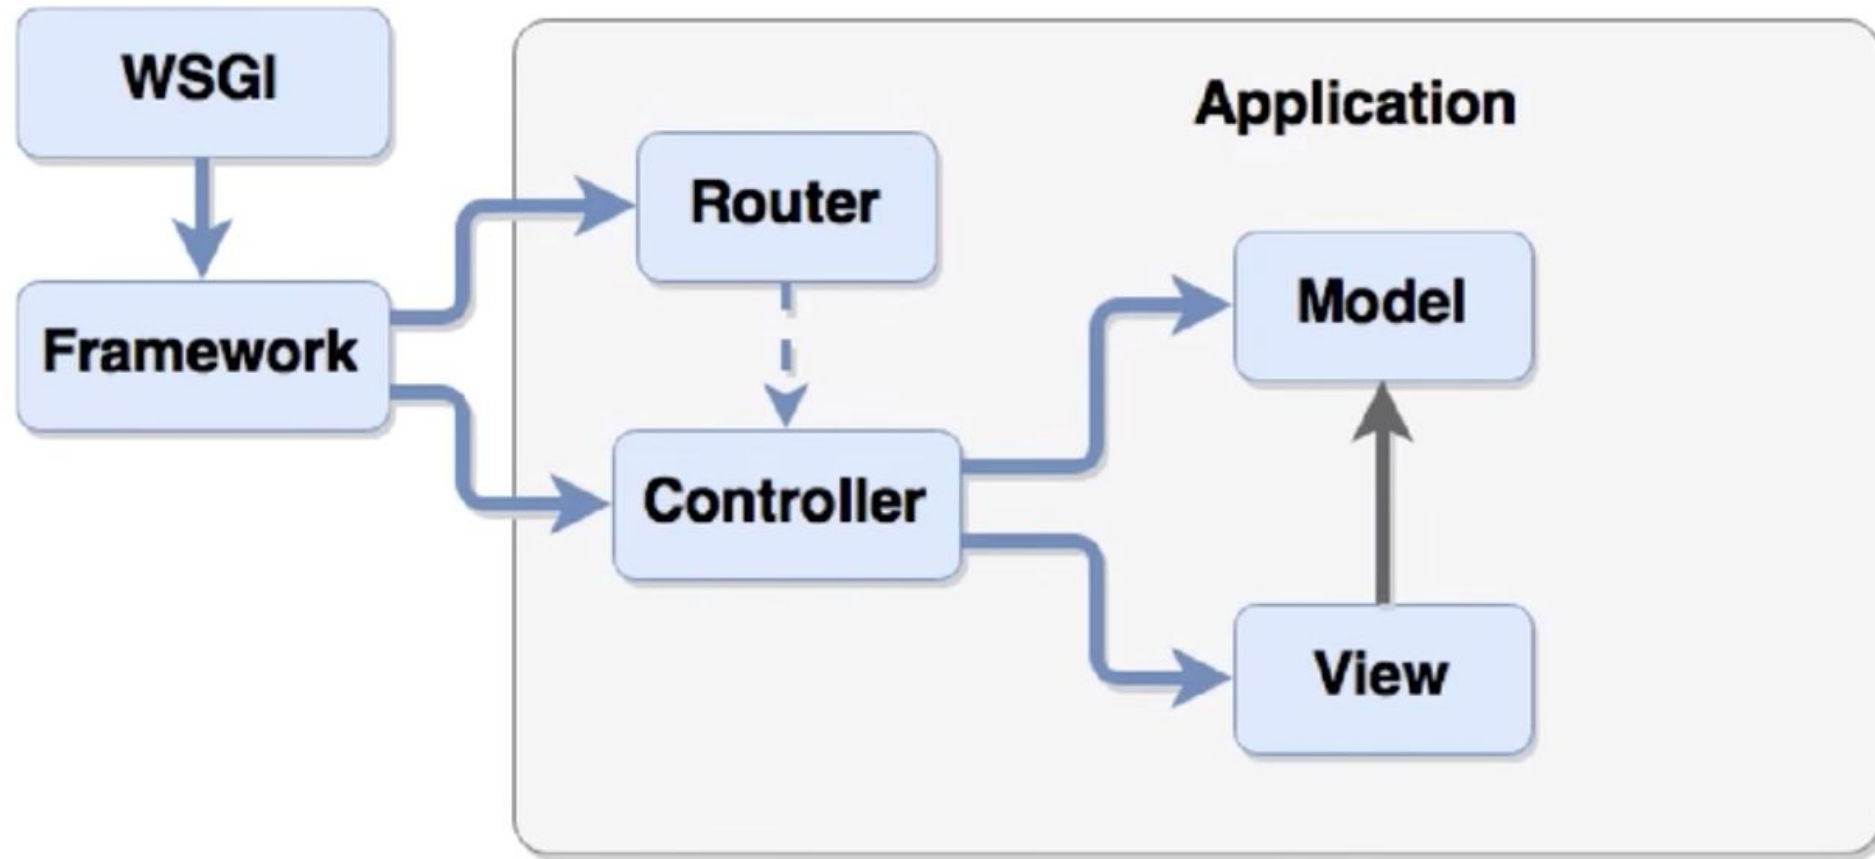 WSGI
Application
Router
Model
Framework
Controller
View